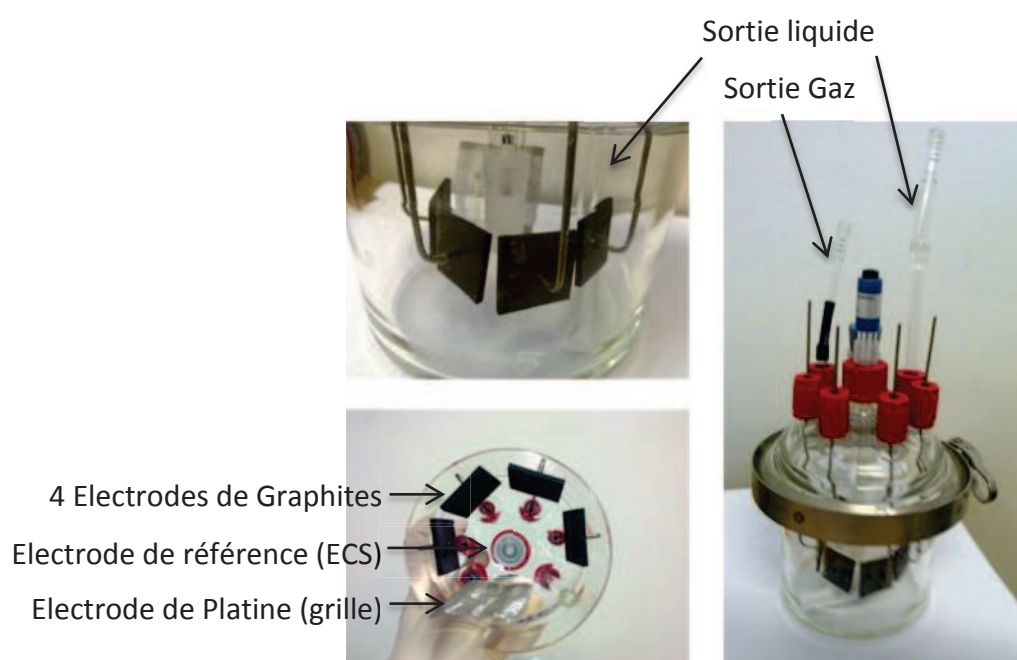 Sortie liquide
Sortie Gaz
4 Electrodes de Graphites
Electrode de référence (ECS)
Electrode de Platine (grille)